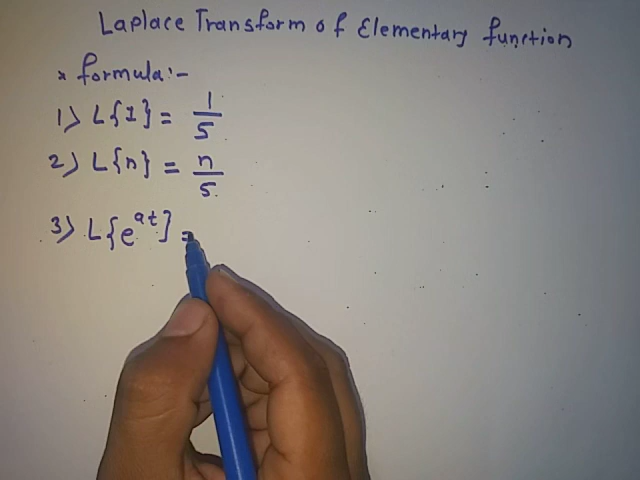 Laplace Transform of Elementary function
* formula:-
1) L{1} = 1/s
2) L{n} = n/s
3) L{e^at} =